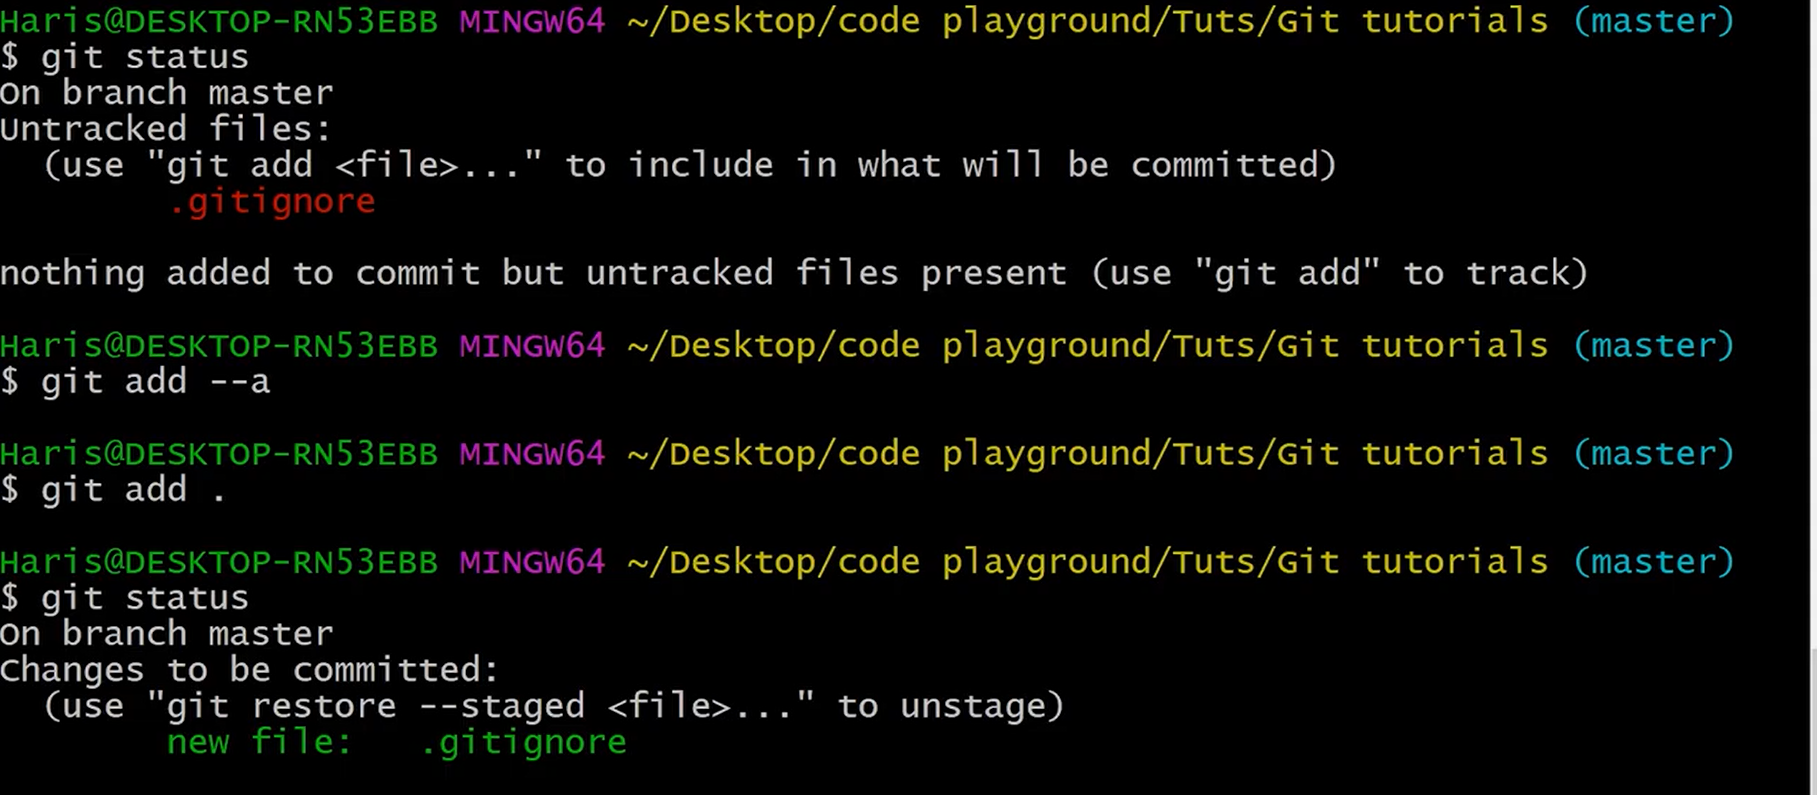 Haris@DESKTOP-RN53EBB MINGW64 ~/Desktop/code playground/Tuts/Git tutorials (master)
$ git status
On branch master
Untracked files:
  (use "git add <file>..." to include in what will be committed)
        .gitignore

nothing added to commit but untracked files present (use "git add" to track)

Haris@DESKTOP-RN53EBB MINGW64 ~/Desktop/code playground/Tuts/Git tutorials (master)
$ git add --a

Haris@DESKTOP-RN53EBB MINGW64 ~/Desktop/code playground/Tuts/Git tutorials (master)
$ git add .

Haris@DESKTOP-RN53EBB MINGW64 ~/Desktop/code playground/Tuts/Git tutorials (master)
$ git status
On branch master
Changes to be committed:
  (use "git restore --staged <file>..." to unstage)
        new file:   .gitignore